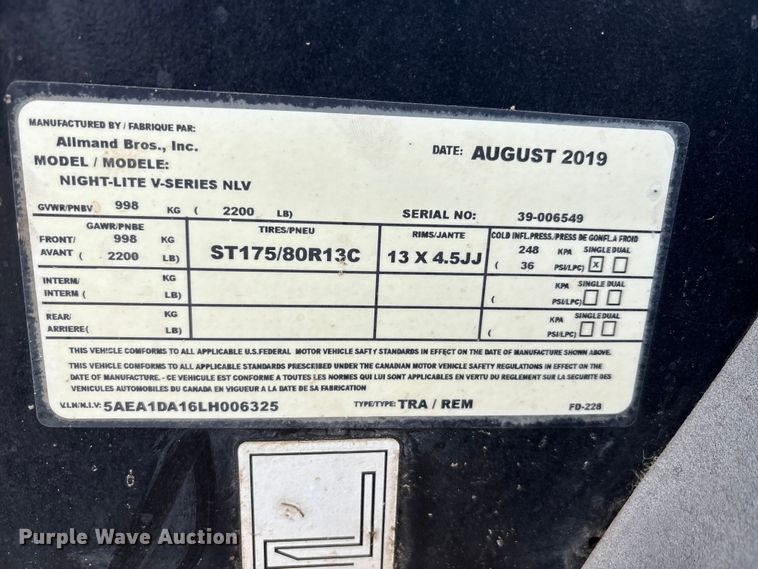 MANUFACTURED BY / FABRIQUE PAR:
Allmand Bros., Inc.
DATE: AUGUST 2019
MODEL / MODELE:
NIGHT-LITE V-SERIES NLV
GVWR/PNBV 998 KG ( 2200 LB)
SERIAL NO: 39-006549
GAWR/PNBE TIRES/PNEU RIMS/JANTE COLD INFL.PRESS./PRESS DE GONFL.A FROID
FRONT/ 998 KG 248 KPA SINGLE DUAL
AVANT ( 2200 LB) ST175/80R13C 13 X 4.5JJ ( 36 PSI/LPC) X
INTERM/ KG KPA SINGLE DUAL
INTERM ( LB) ( PSI/LPC)
REAR/ KG KPA SINGLE DUAL
ARRIERE( LB) ( PSI/LPC)
THIS VEHICLE CONFORMS TO ALL APPLICABLE U.S.FEDERAL MOTOR VEHICLE SAFTY STANDARDS IN EFFECT ON THE DATE OF MANUFACTURE SHOWN ABOVE.
THIS VEHICLE CONFORMS TO ALL APPLICABLE STANDARDS PRESCRIBED UNDER THE CANADIAN MOTOR VEHICLE SAFETY REGULATIONS IN EFFECT ON THE
DATE OF MANUFACTURE - CE VEHICULE EST CONFORME A TOUTES LES NORMES QUI LUI SONT APPLICABLES EN VERTU DU REGLEMENT SUR LA SECURITE DES
VEHICULES AUTOMOBILES DU CANADA EN VIGUEUR A LA DATE DE SA FABRICATION
V.I.N/N.I.V: 5AEA1DA16LH006325 TYPE/TYPE: TRA / REM FD-228
Purple Wave Auction